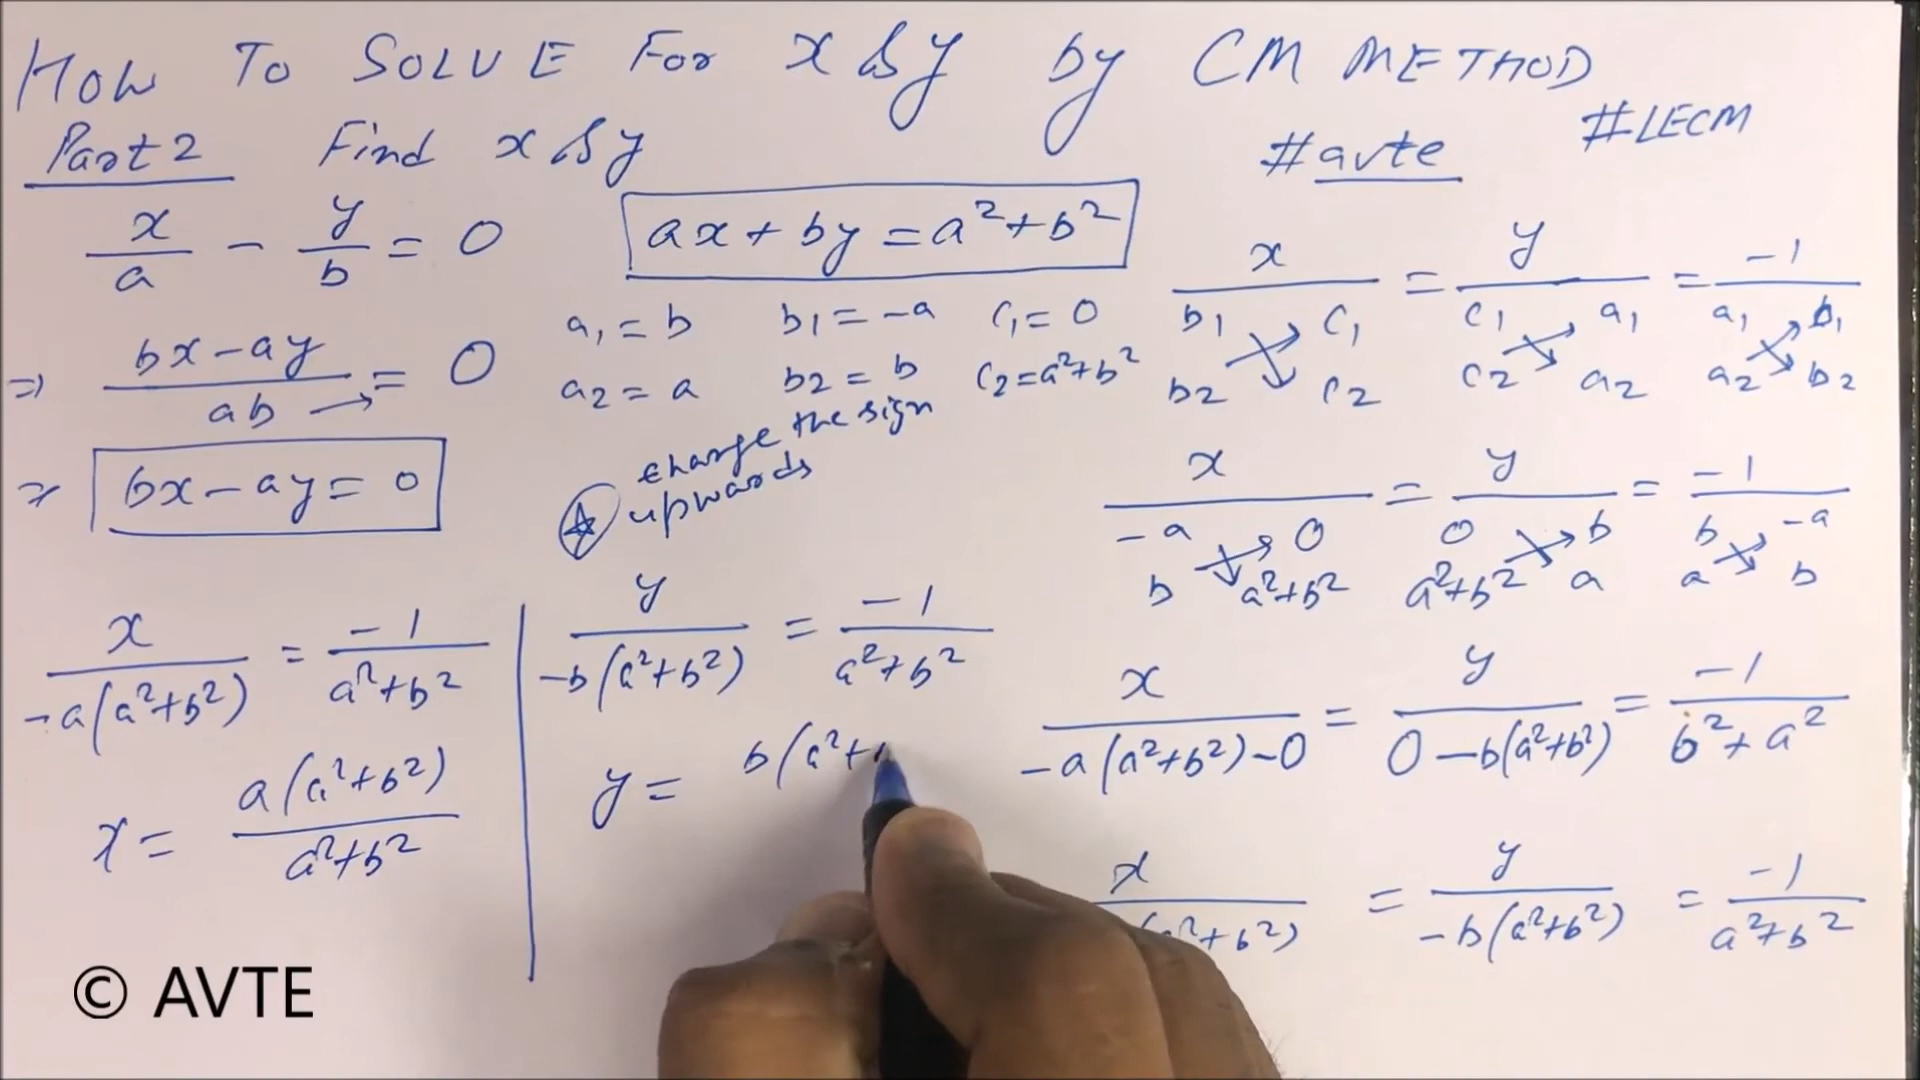 HOW TO SOLVE FOR x & y by CM METHOD
Part 2 Find x & y
#avte #LECM
x/a - y/b = 0
ax + by = a² + b²
⇒ bx - ay / ab = 0
⇒ bx - ay = 0
a₁ = b b₁ = -a C₁ = 0
a₂ = a b₂ = b C₂ = a² + b²
change the sign
upwards
x / -a(a² + b²) = -1 / a² + b²
x = a(a² + b²) / a² + b²
y / -b(a² + b²) = -1 / a² + b²
y = b(a² +
x / b₁ C₁ b₂ C₂ = y / C₁ a₁ C₂ a₂ = -1 / a₁ b₁ a₂ b₂
x / -a 0 b a² + b² = y / 0 b a² + b² a = -1 / b -a a b
x / -a(a² + b²) - 0 = y / 0 - b(a² + b²) = -1 / b² + a²
x / (a² + b²) = y / -b(a² + b²) = -1 / a² + b²
© AVTE